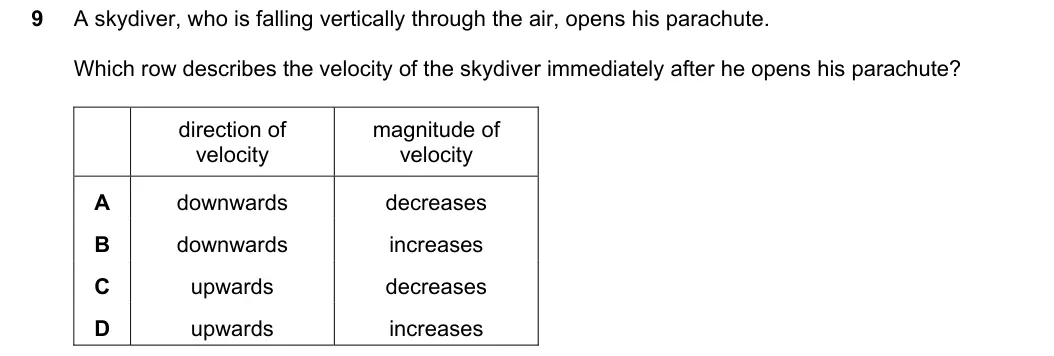 9 A skydiver, who is falling vertically through the air, opens his parachute.
Which row describes the velocity of the skydiver immediately after he opens his parachute?
direction of velocity magnitude of velocity
A downwards decreases
B downwards increases
C upwards decreases
D upwards increases